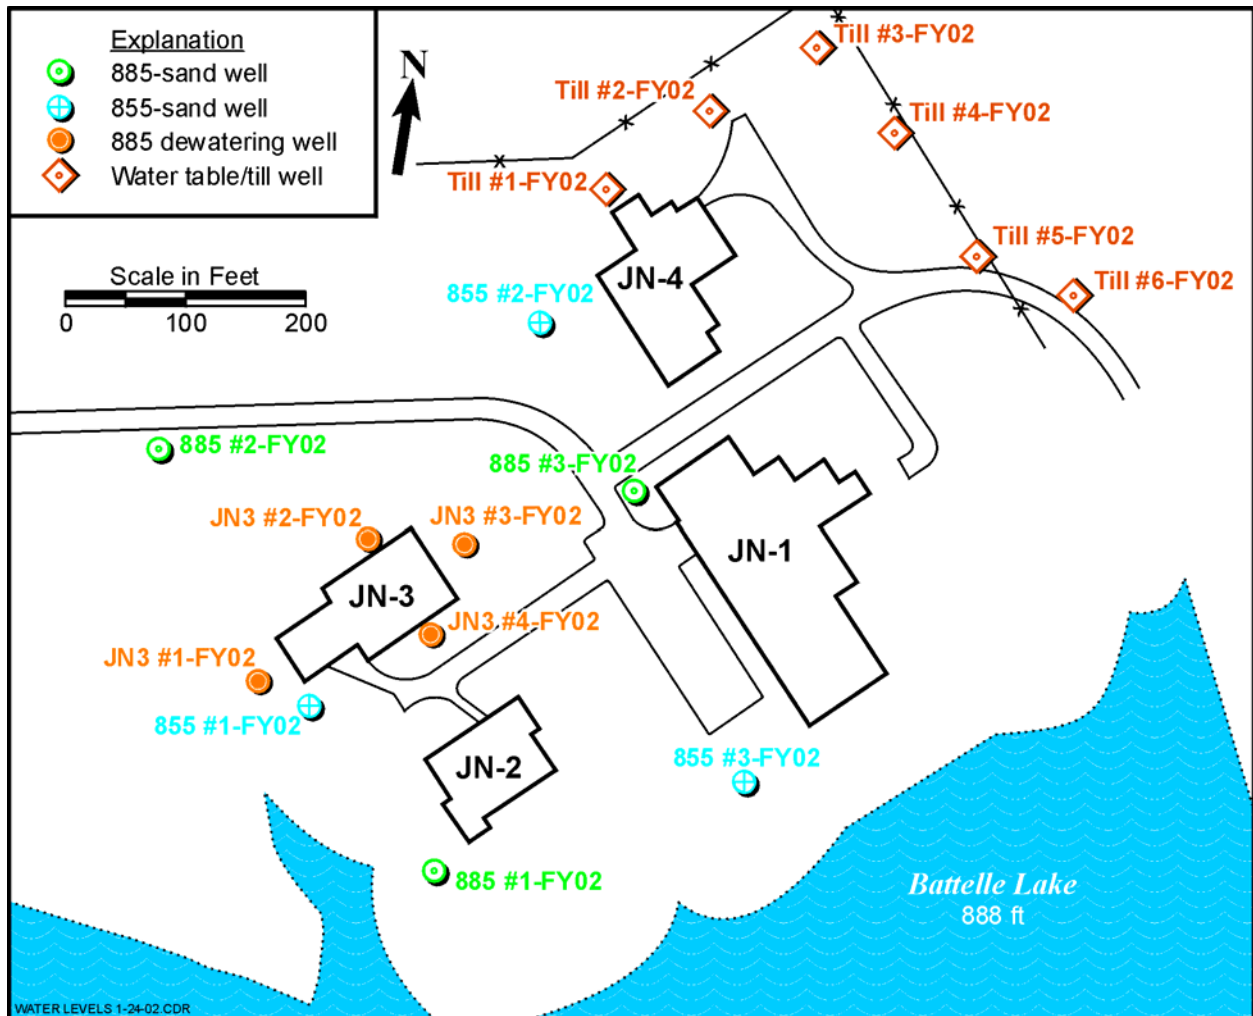 Explanation
885-sand well
855-sand well
885 dewatering well
Water table/till well
N
Scale in Feet
0 100 200
Till #3-FY02
Till #2-FY02
Till #4-FY02
Till #1-FY02
Till #5-FY02
Till #6-FY02
JN-4
855 #2-FY02
885 #2-FY02
885 #3-FY02
JN3 #2-FY02
JN3 #3-FY02
JN-1
JN-3
JN3 #4-FY02
JN3 #1-FY02
855 #1-FY02
JN-2
855 #3-FY02
885 #1-FY02
Battelle Lake
888 ft
WATER LEVELS 1-24-02.CDR